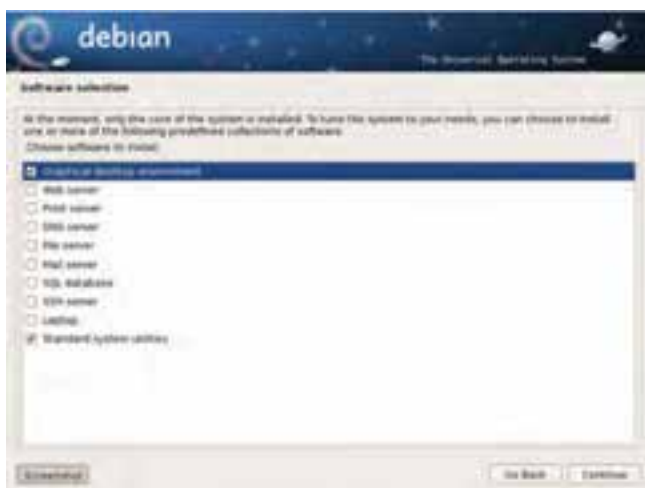 debian
The Universal Operating System
Software selection
At the moment, only the core of the system is installed. To tune the system to your needs, you can choose to install
one or more of the following predefined collections of software.
Choose software to install:
Graphical desktop environment
Web server
Print server
DNS server
File server
Mail server
SQL database
SSH server
Laptop
Standard system utilities
Screenshot
Go Back
Continue